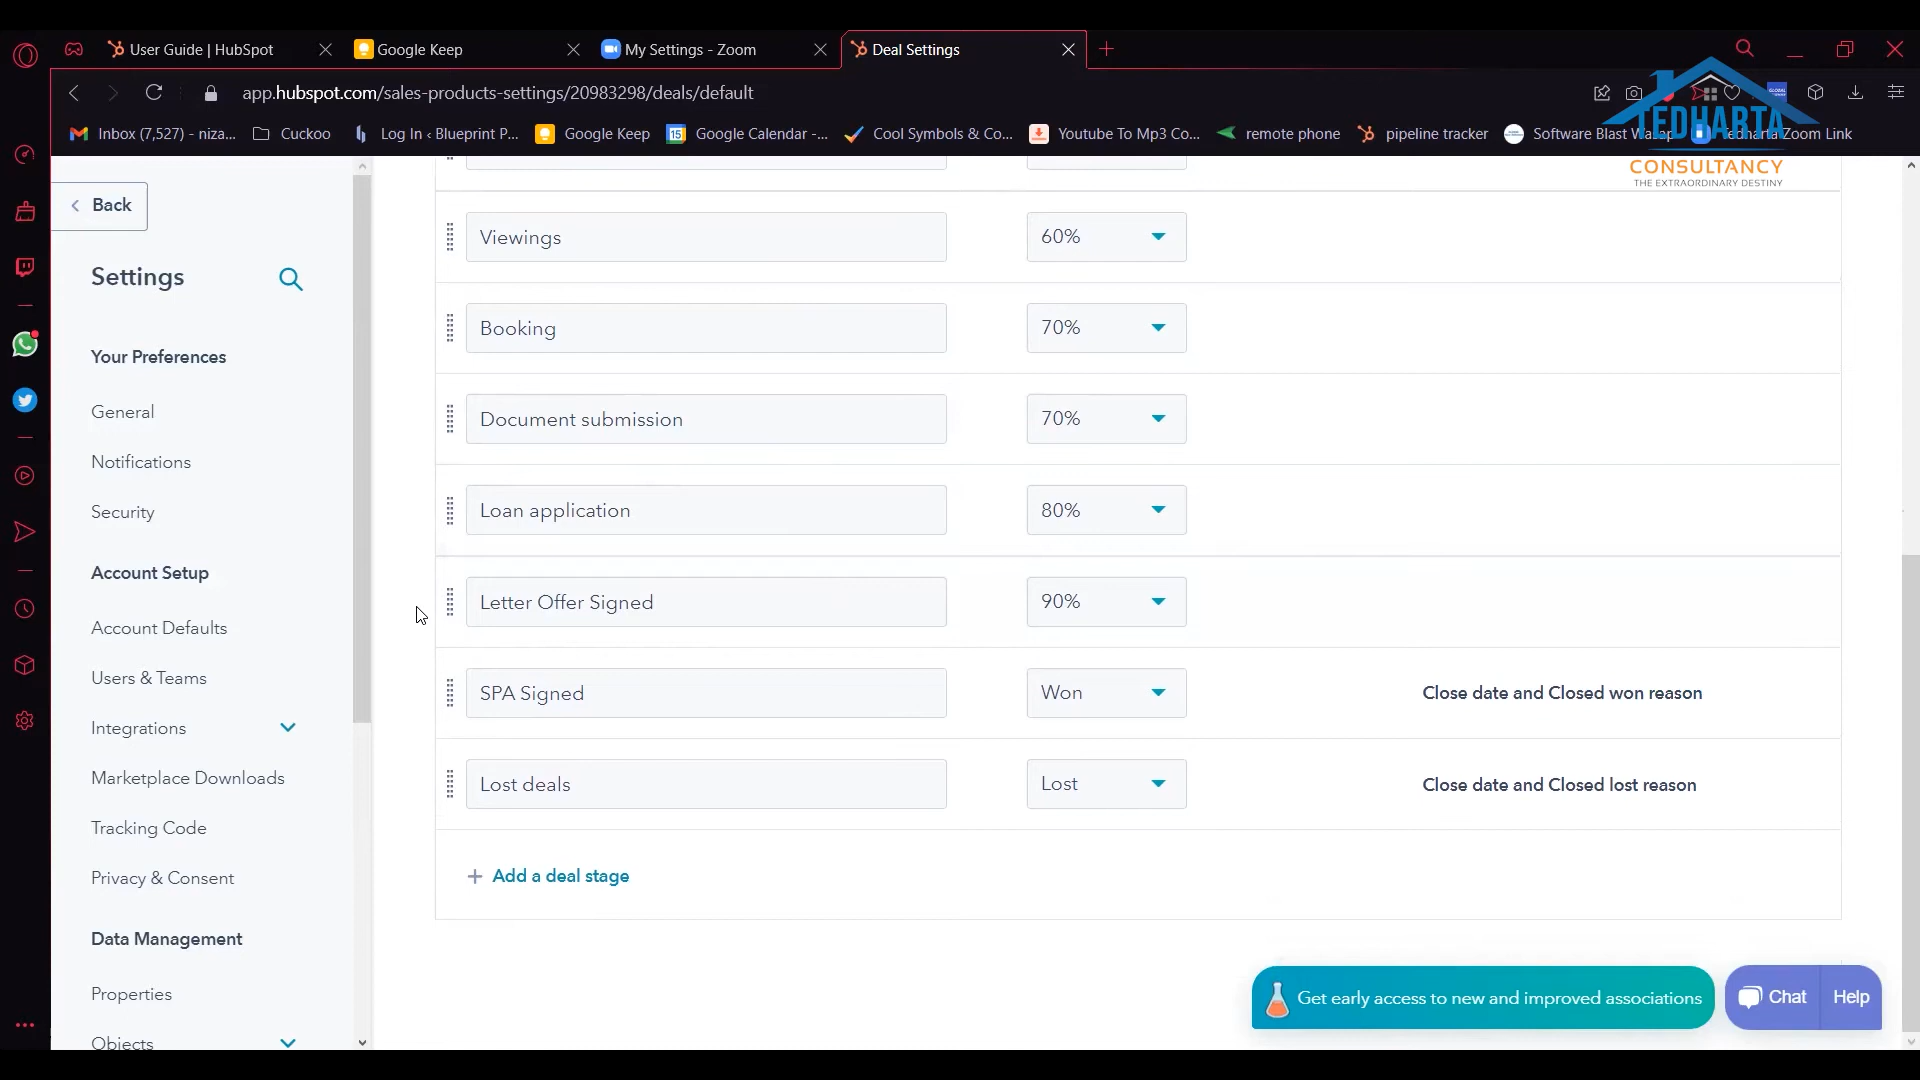 User Guide | HubSpot
Google Keep
My Settings - Zoom
Deal Settings
app.hubspot.com/sales-products-settings/20983298/deals/default
Inbox (7,527) - niza...
Cuckoo
Log In ‹ Blueprint P...
Google Keep
Google Calendar -...
Cool Symbols & Co...
Youtube To Mp3 Co...
remote phone
pipeline tracker
Software Blast Wasap
Tedharta Zoom Link
TEDHARTA
CONSULTANCY
THE EXTRAORDINARY DESTINY
Back
Settings
Your Preferences
General
Notifications
Security
Account Setup
Account Defaults
Users & Teams
Integrations
Marketplace Downloads
Tracking Code
Privacy & Consent
Data Management
Properties
Objects
Viewings
60%
Booking
70%
Document submission
70%
Loan application
80%
Letter Offer Signed
90%
SPA Signed
Won
Close date and Closed won reason
Lost deals
Lost
Close date and Closed lost reason
+ Add a deal stage
Get early access to new and improved associations
Chat
Help